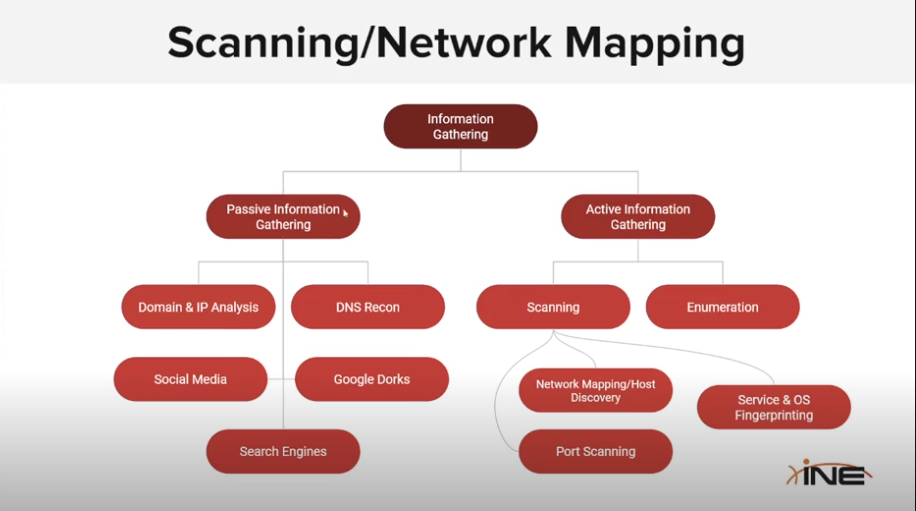 Scanning/Network Mapping
Information
Gathering
Passive Information
Gathering
Active Information
Gathering
Domain & IP Analysis
DNS Recon
Scanning
Enumeration
Social Media
Google Dorks
Network Mapping/Host
Discovery
Service & OS
Fingerprinting
Search Engines
Port Scanning
INE